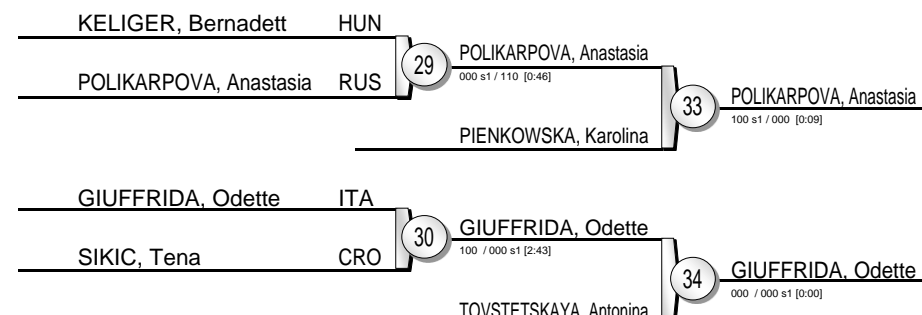 KELIGER, Bernadett HUN
POLIKARPOVA, Anastasia RUS
29
POLIKARPOVA, Anastasia
000 s1 / 110 [0:46]
PIENKOWSKA, Karolina
33
POLIKARPOVA, Anastasia
100 s1 / 000 [0:09]
GIUFFRIDA, Odette ITA
SIKIC, Tena CRO
30
GIUFFRIDA, Odette
100 / 000 s1 [2:43]
TOVSTETSKAYA, Antonina
34
GIUFFRIDA, Odette
000 / 000 s1 [0:00]